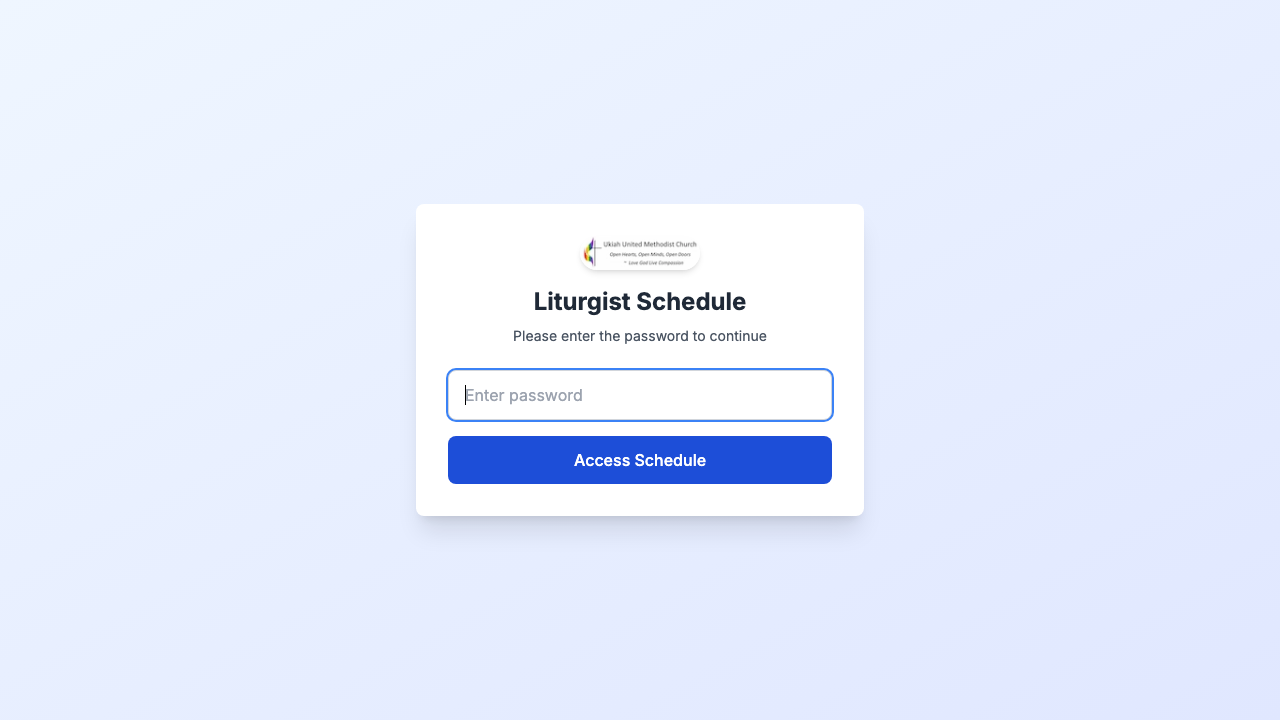 Ukiah United Methodist Church
Open Hearts, Open Minds, Open Doors
~ Love God Live Compassion
Liturgist Schedule
Please enter the password to continue
Enter password
Access Schedule